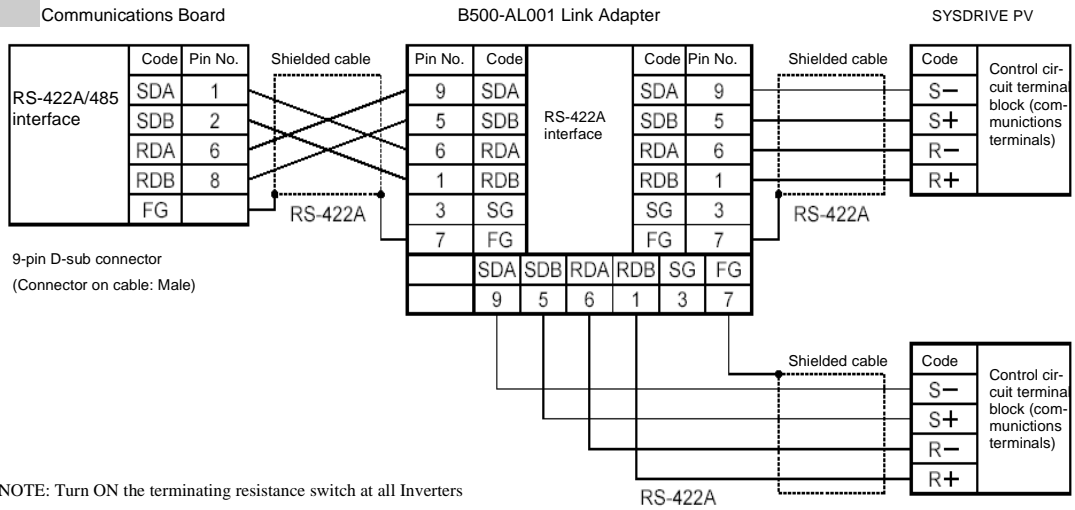 Communications Board B500-AL001 Link Adapter SYSDRIVE PV
Code Pin No. Shielded cable Pin No. Code Code Pin No. Shielded cable Code
RS-422A/485 interface
SDA 1
SDB 2
RDA 6
RDB 8
FG
RS-422A
9 SDA
5 SDB
6 RDA
1 RDB
3 SG
7 FG
RS-422A interface
SDA 9
SDB 5
RDA 6
RDB 1
SG 3
FG 7
RS-422A
S−
S+
R−
R+
Control cir-
cuit terminal
block (com-
munictions
terminals)
9-pin D-sub connector
(Connector on cable: Male)
SDA SDB RDA RDB SG FG
9 5 6 1 3 7
Shielded cable Code
S−
S+
R−
R+
Control cir-
cuit terminal
block (com-
munictions
terminals)
NOTE: Turn ON the terminating resistance switch at all Inverters
RS-422A